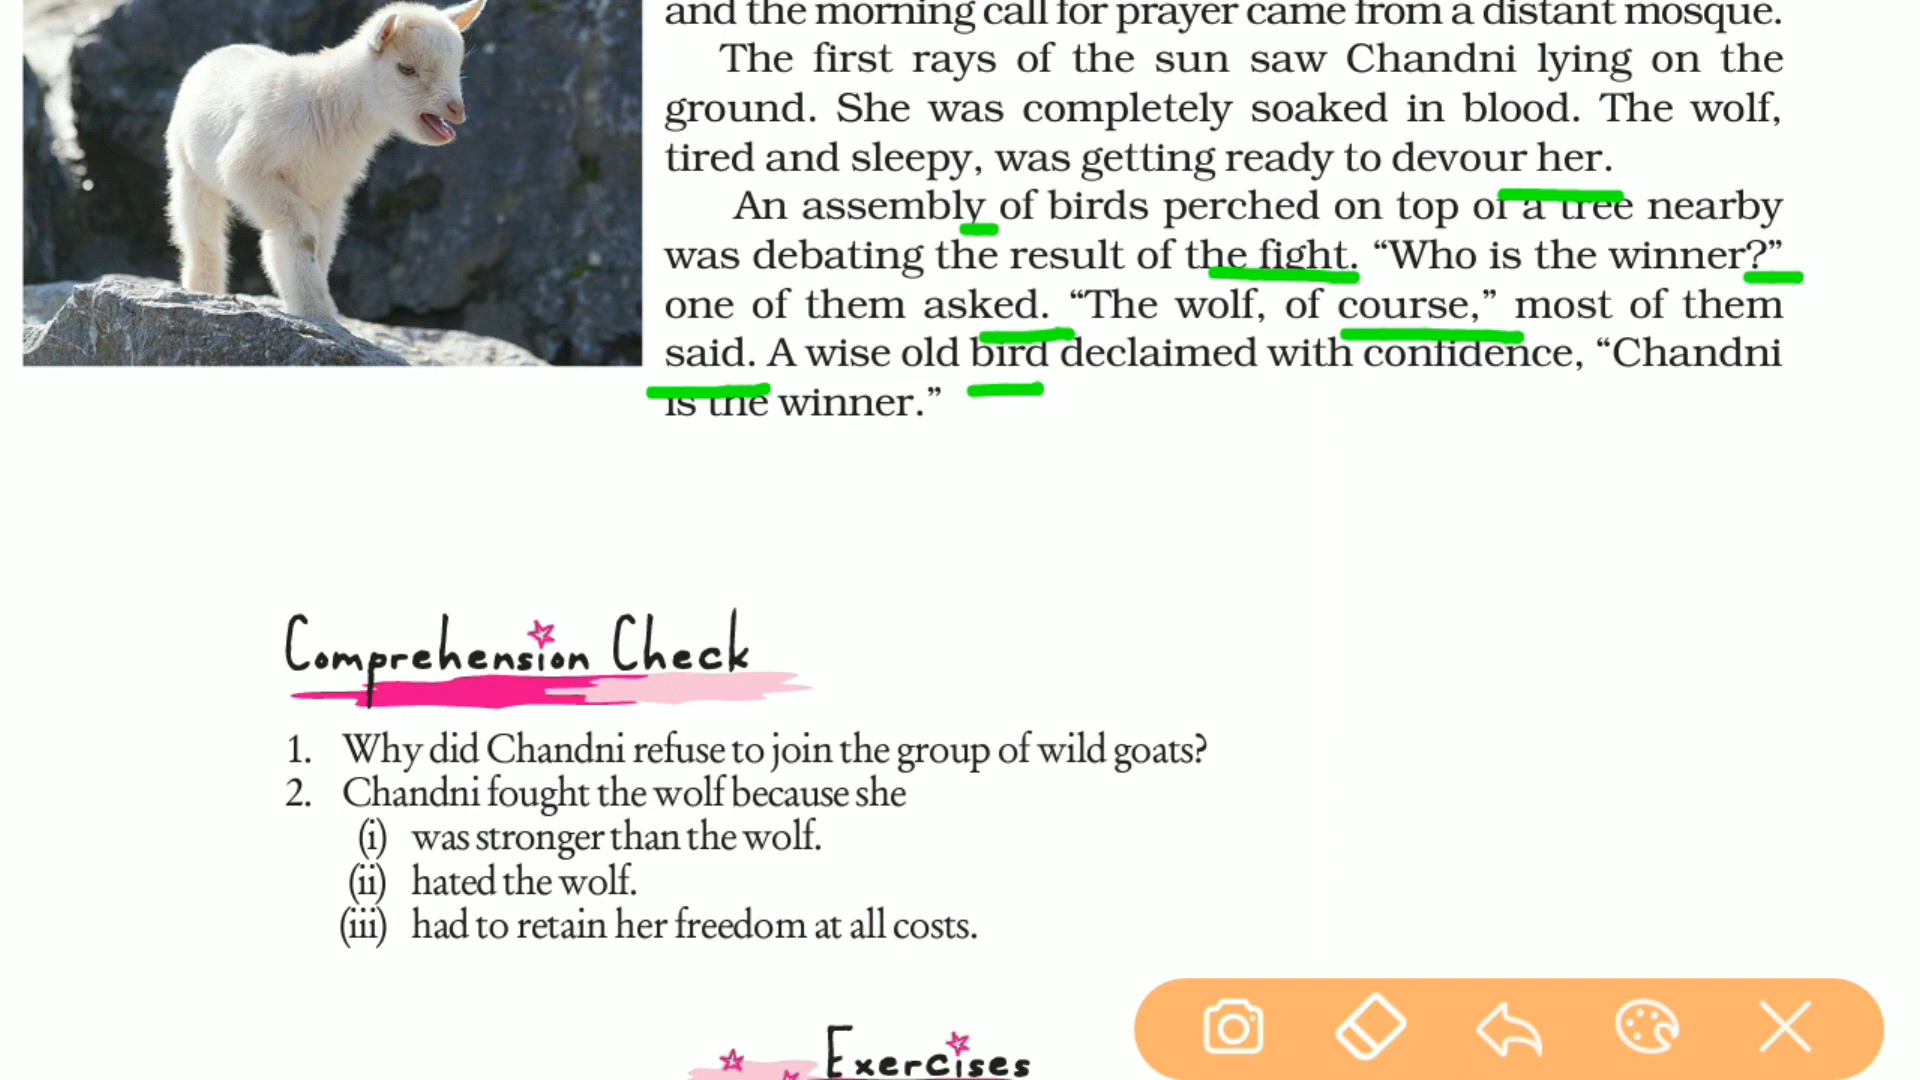 and the morning call for prayer came from a distant mosque.
The first rays of the sun saw Chandni lying on the
ground. She was completely soaked in blood. The wolf,
tired and sleepy, was getting ready to devour her.
An assembly of birds perched on top of a tree nearby
was debating the result of the fight. “Who is the winner?”
one of them asked. “The wolf, of course,” most of them
said. A wise old bird declaimed with confidence, “Chandni
is the winner.”
Comprehension Check
1. Why did Chandni refuse to join the group of wild goats?
2. Chandni fought the wolf because she
(i) was stronger than the wolf.
(ii) hated the wolf.
(iii) had to retain her freedom at all costs.
Exercises